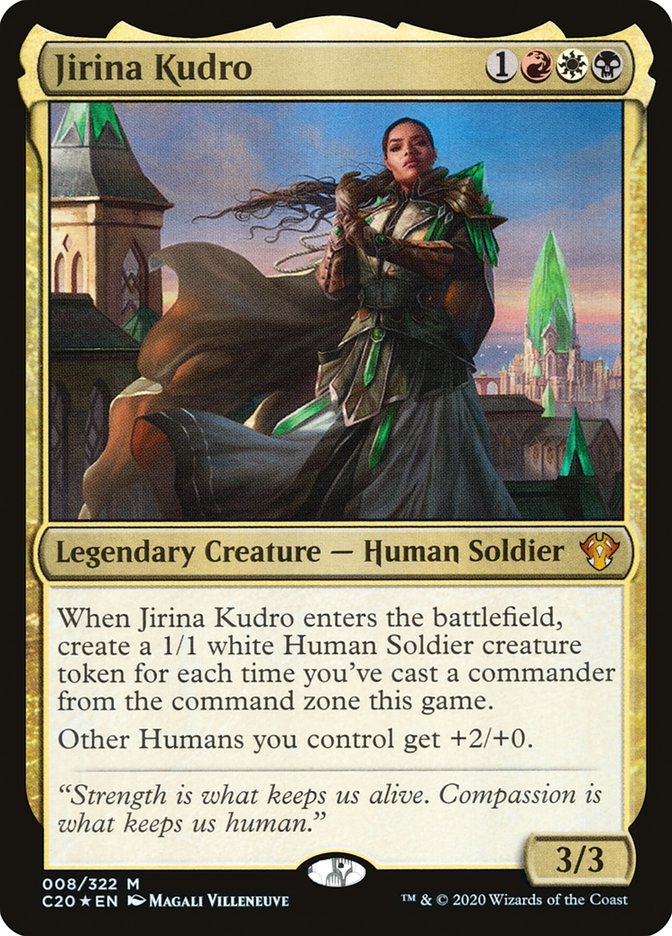 Jirina Kudro 1
Legendary Creature — Human Soldier
When Jirina Kudro enters the battlefield,
create a 1/1 white Human Soldier creature
token for each time you've cast a commander
from the command zone this game.
Other Humans you control get +2/+0.
“Strength is what keeps us alive. Compassion is
what keeps us human.”
3/3
008/322 M
C20★EN Magali Villeneuve
™ & © 2020 Wizards of the Coast